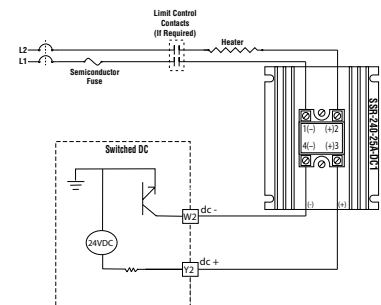 Limit Control
Contacts
(If Required)
Heater
L2
L1
Semiconductor
Fuse
SSR-240-25A-DC1
1(–) (+)2
4(–) (+)3
Switched DC
(-) (+)
W2 dc -
24VDC
Y2 dc +